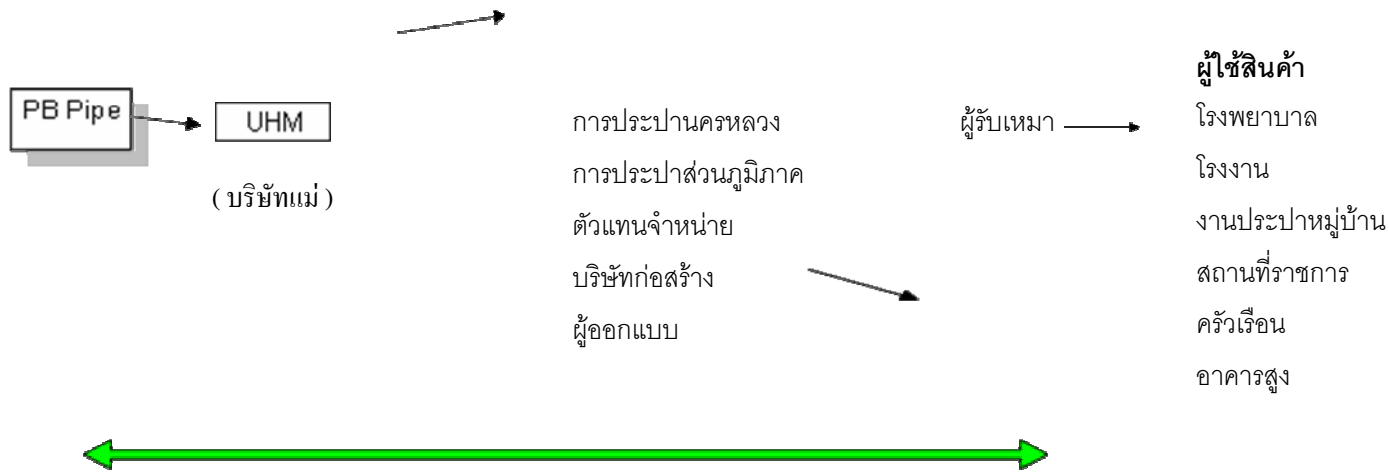 PB Pipe
UHM
( บริษัทแม่ )
การประปานครหลวง
การประปาส่วนภูมิภาค
ตัวแทนจำหน่าย
บริษัทก่อสร้าง
ผู้ออกแบบ
ผู้รับเหมา
ผู้ใช้สินค้า
โรงพยาบาล
โรงงาน
งานประปาหมู่บ้าน
สถานที่ราชการ
ครัวเรือน
อาคารสูง